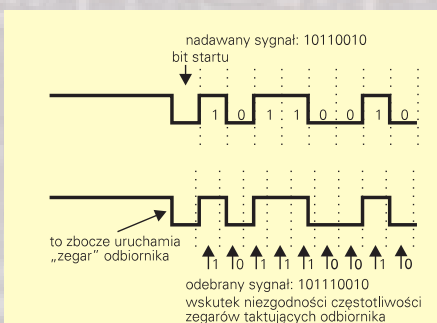 nadawany sygnał: 10110010
bit startu
1 0 1 1 0 0 1 0
to zbocze uruchamia
„zegar” odbiornika
1 0 1 1 1 0 0 1 0
odebrany sygnał: 101110010
wskutek niezgodności częstotliwości
zegarów taktujących odbiornika